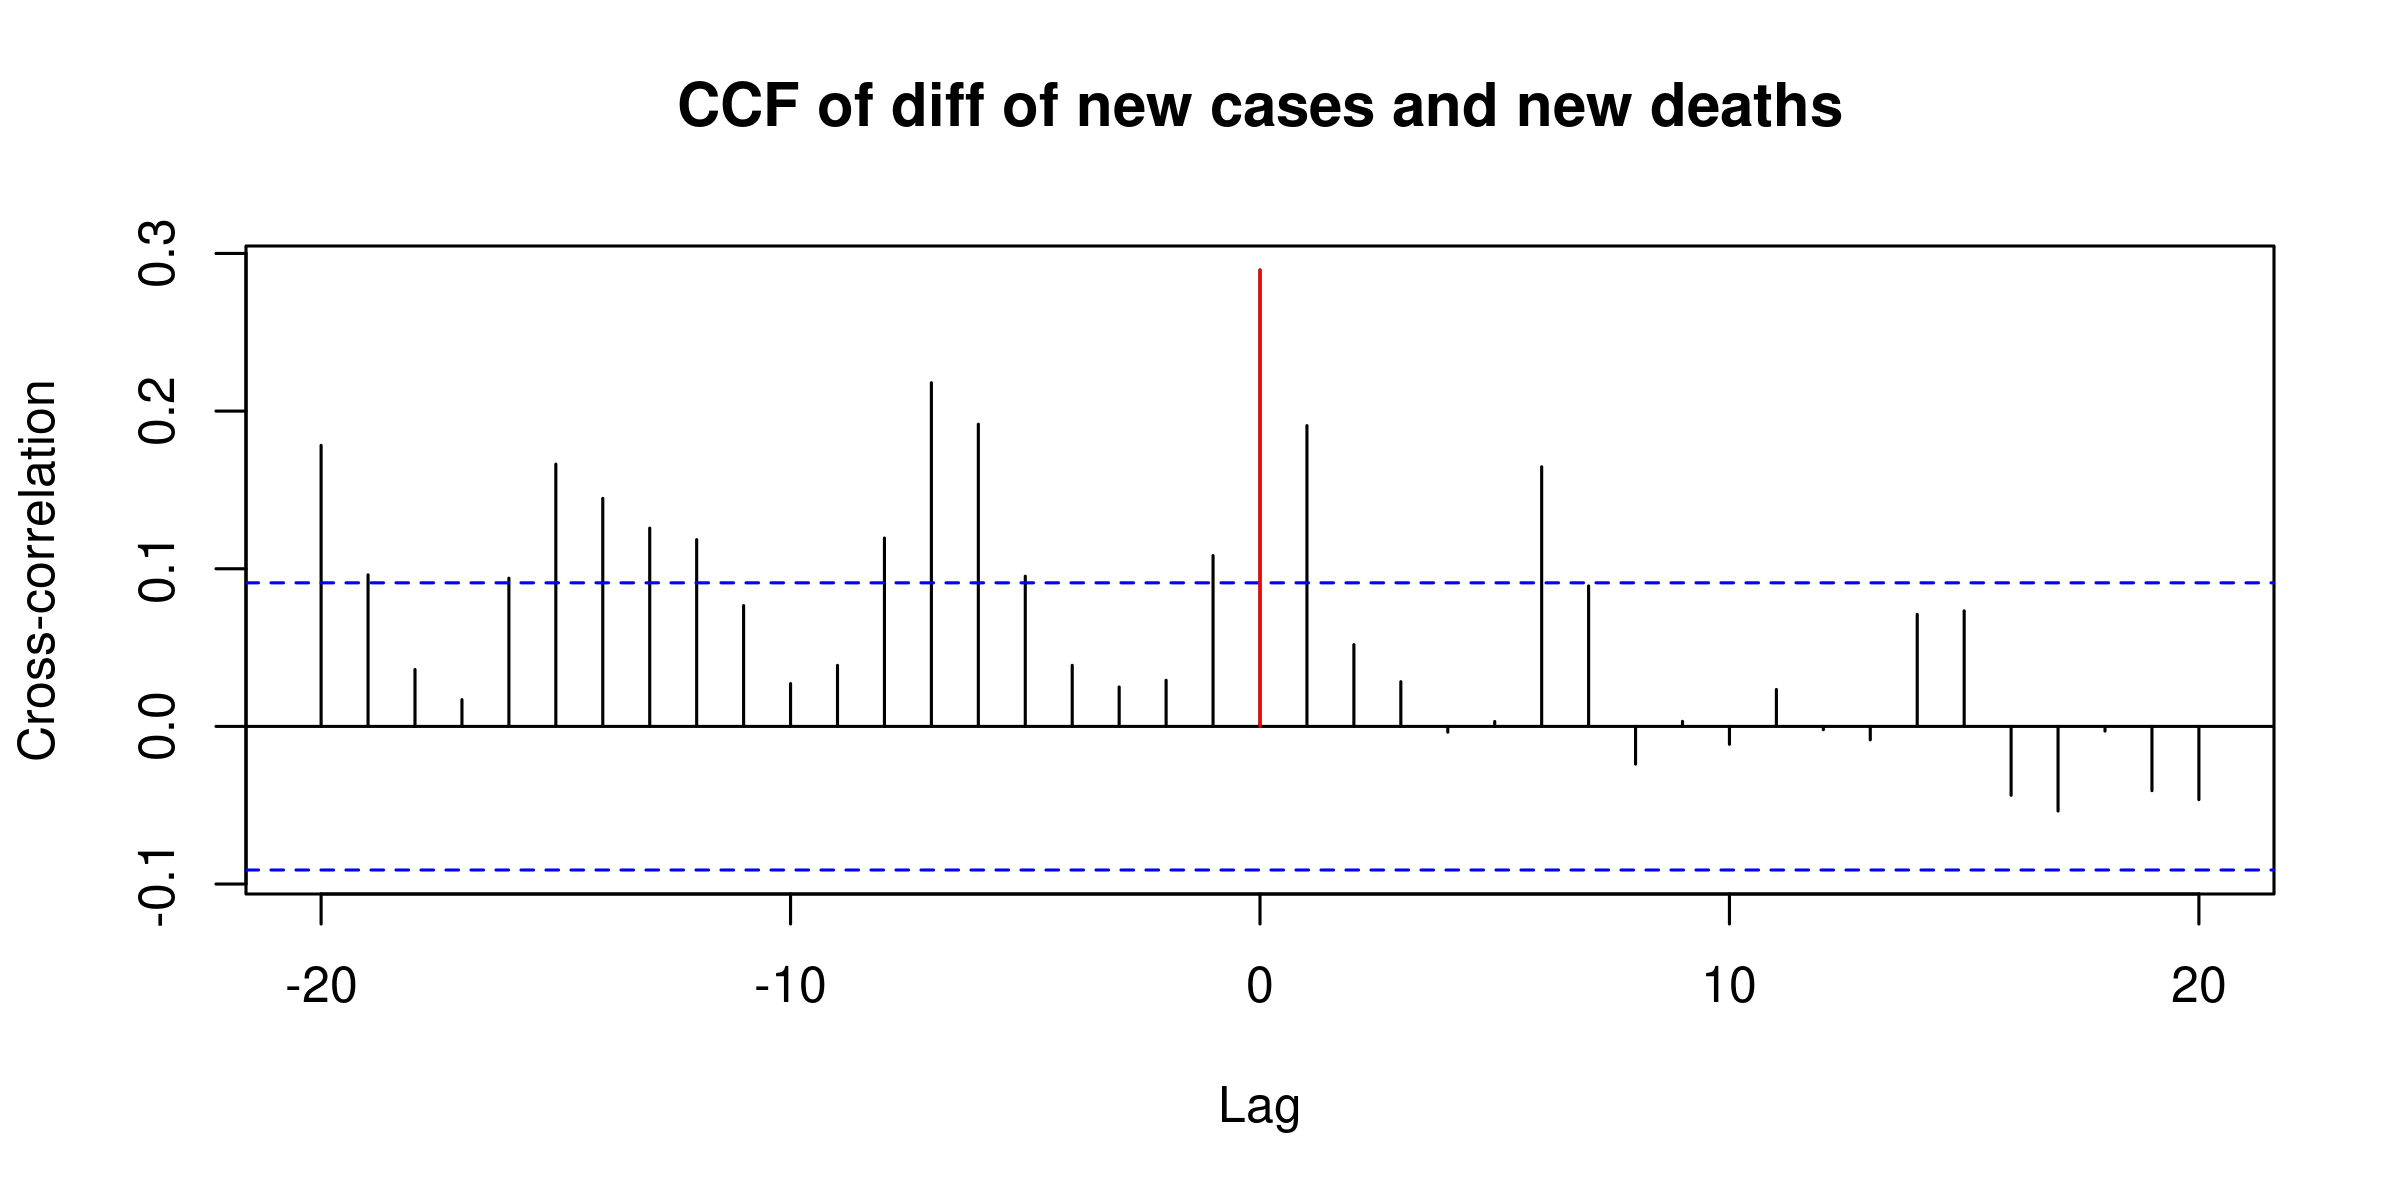 CCF of diff of new cases and new deaths
Cross-correlation
0.3
0.2
0.1
0.0
-0.1
-20 -10 0 10 20
Lag